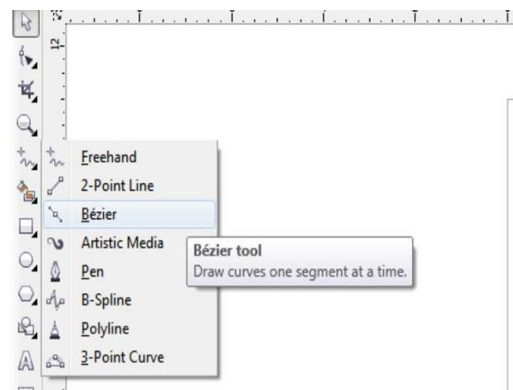 12
Freehand
2-Point Line
Bézier
Artistic Media
Pen
B-Spline
Polyline
3-Point Curve
Bézier tool
Draw curves one segment at a time.